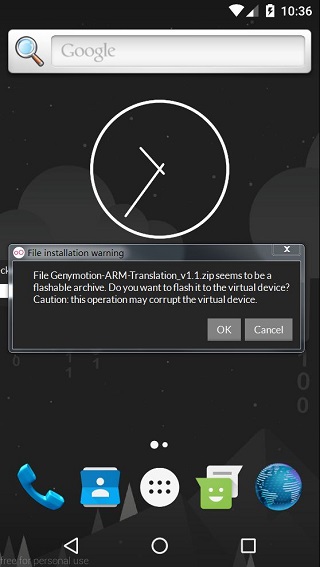 10:36
Google
File installation warning
x
File Genymotion-ARM-Translation_v1.1.zip seems to be a
flashable archive. Do you want to flash it to the virtual device?
Caution: this operation may corrupt the virtual device.
OK
Cancel
free for personal use